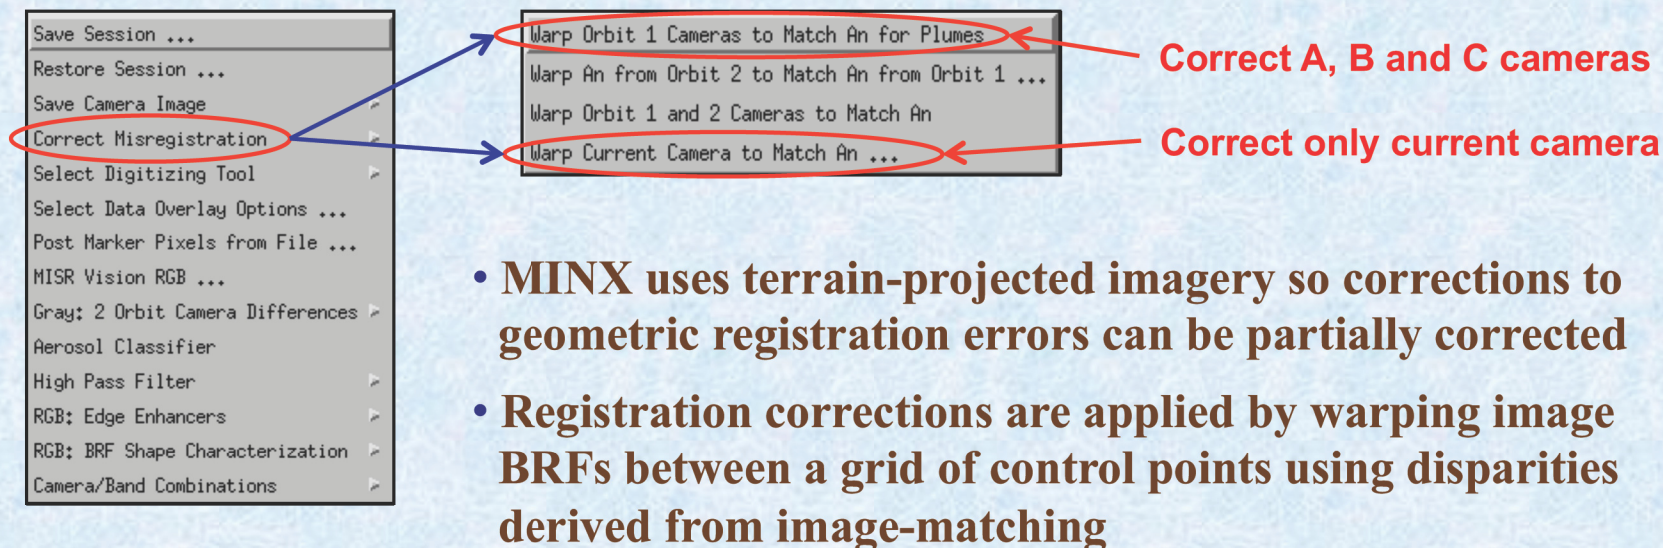 Save Session ...
Restore Session ...
Save Camera Image
Correct Misregistration
Select Digitizing Tool
Select Data Overlay Options ...
Post Marker Pixels from File ...
MISR Vision RGB ...
Gray: 2 Orbit Camera Differences
Aerosol Classifier
High Pass Filter
RGB: Edge Enhancers
RGB: BRF Shape Characterization
Camera/Band Combinations
Warp Orbit 1 Cameras to Match An for Plumes
Warp An from Orbit 2 to Match An from Orbit 1 ...
Warp Orbit 1 and 2 Cameras to Match An
Warp Current Camera to Match An ...
Correct A, B and C cameras
Correct only current camera
• MINX uses terrain-projected imagery so corrections to
geometric registration errors can be partially corrected
• Registration corrections are applied by warping image
BRFs between a grid of control points using disparities
derived from image-matching